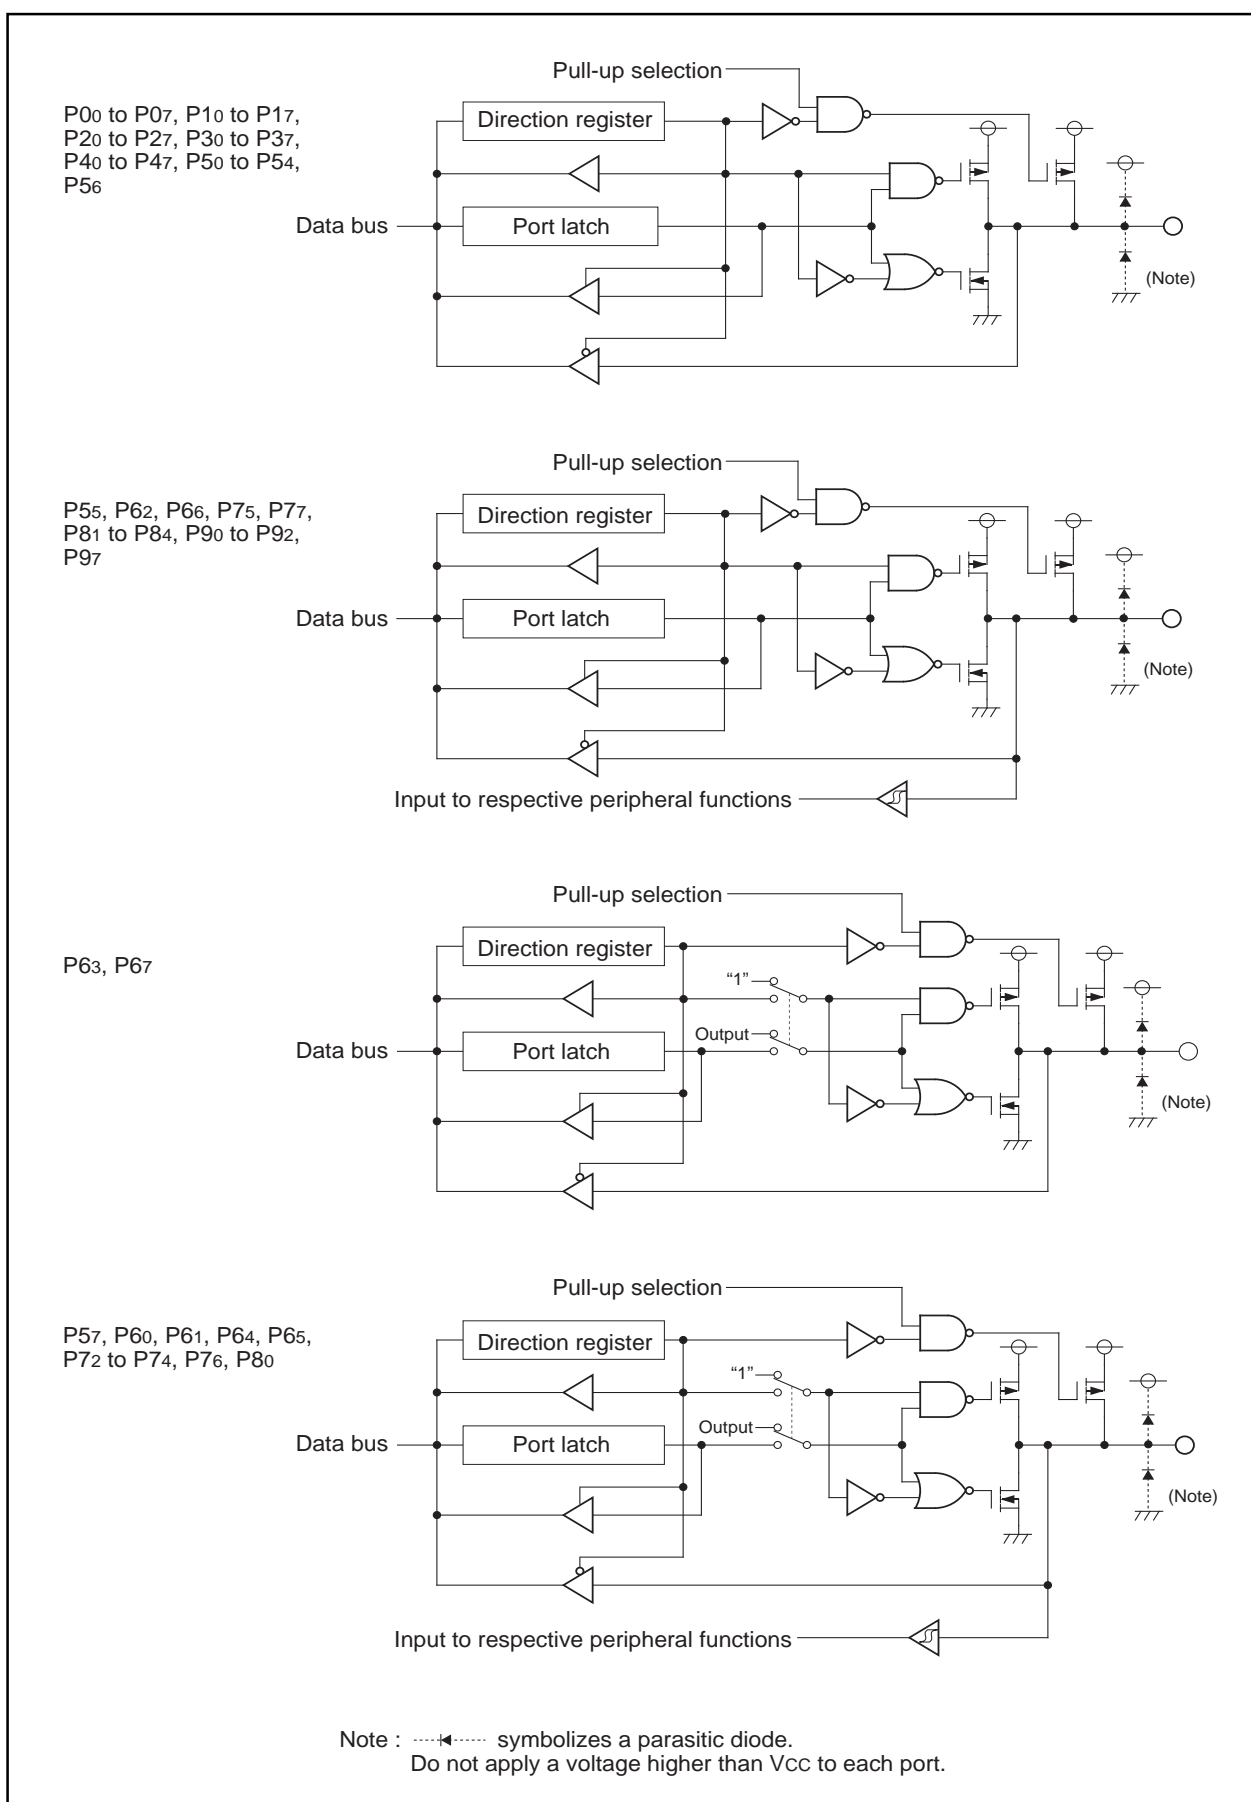 Pull-up selection
P00 to P07, P10 to P17,
P20 to P27, P30 to P37,
P40 to P47, P50 to P54,
P56
Direction register
Data bus
Port latch
(Note)
Pull-up selection
P55, P62, P66, P75, P77,
P81 to P84, P90 to P92,
P97
Direction register
Data bus
Port latch
(Note)
Input to respective peripheral functions
Pull-up selection
P63, P67
Direction register
“1”
Output
Data bus
Port latch
(Note)
Pull-up selection
P57, P60, P61, P64, P65,
P72 to P74, P76, P80
Direction register
“1”
Output
Data bus
Port latch
(Note)
Input to respective peripheral functions
Note : symbolizes a parasitic diode.
Do not apply a voltage higher than VCC to each port.